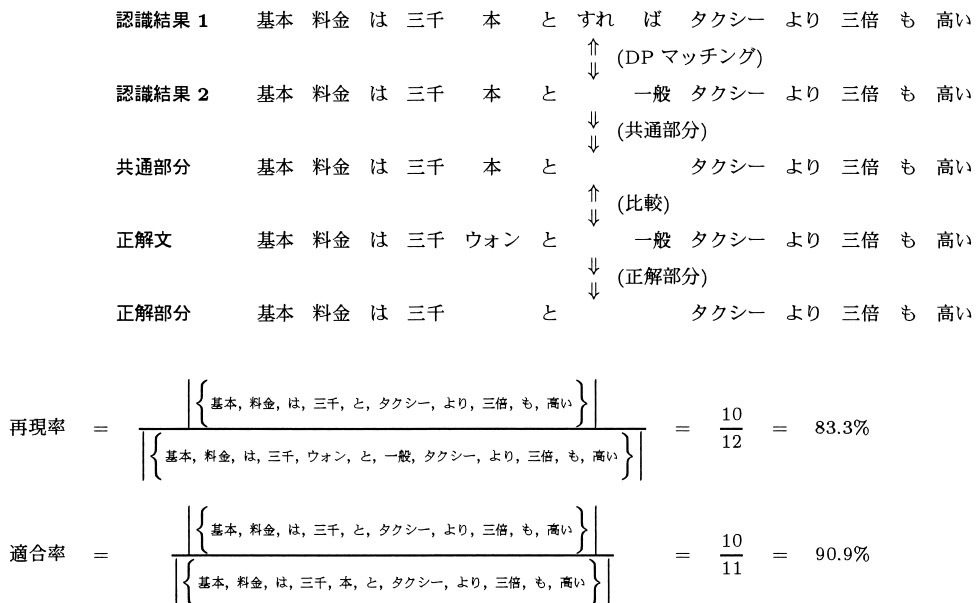 認識結果 1 基本 料金 は 三千 本 と すれ ば タクシー より 三倍 も 高い
⇑⇓ (DP マッチング)
認識結果 2 基本 料金 は 三千 本 と 一般 タクシー より 三倍 も 高い
⇓⇓ (共通部分)
共通部分 基本 料金 は 三千 本 と タクシー より 三倍 も 高い
⇑⇓ (比較)
正解文 基本 料金 は 三千 ウォン と 一般 タクシー より 三倍 も 高い
⇓⇓ (正解部分)
正解部分 基本 料金 は 三千 と タクシー より 三倍 も 高い
|{基本, 料金, は, 三千, と, タクシー, より, 三倍, も, 高い}|
再現率 = = 10/12 = 83.3%
|{基本, 料金, は, 三千, ウォン, と, 一般, タクシー, より, 三倍, も, 高い}|
|{基本, 料金, は, 三千, と, タクシー, より, 三倍, も, 高い}|
適合率 = = 10/11 = 90.9%
|{基本, 料金, は, 三千, 本, と, タクシー, より, 三倍, も, 高い}|